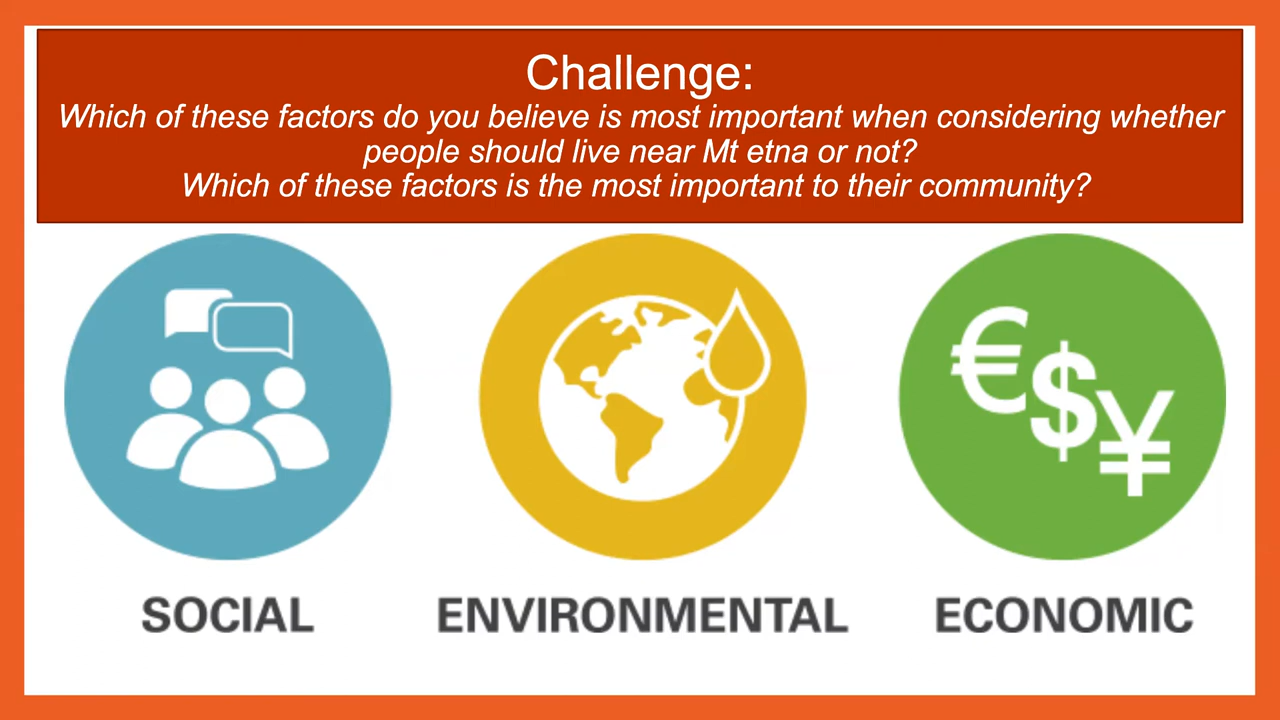 Challenge:
Which of these factors do you believe is most important when considering whether
people should live near Mt etna or not?
Which of these factors is the most important to their community?
€$¥
SOCIAL
ENVIRONMENTAL
ECONOMIC